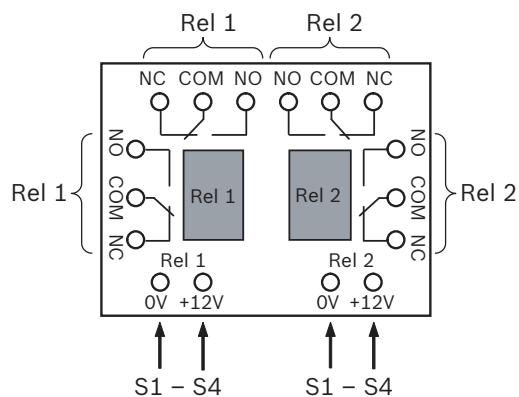 Rel 1 Rel 2
NC COM NO NO COM NC
NO NO
Rel 1 COM Rel 1 Rel 2 COM Rel 2
NC NC
Rel 1 Rel 2
0V +12V 0V +12V
S1 – S4 S1 – S4